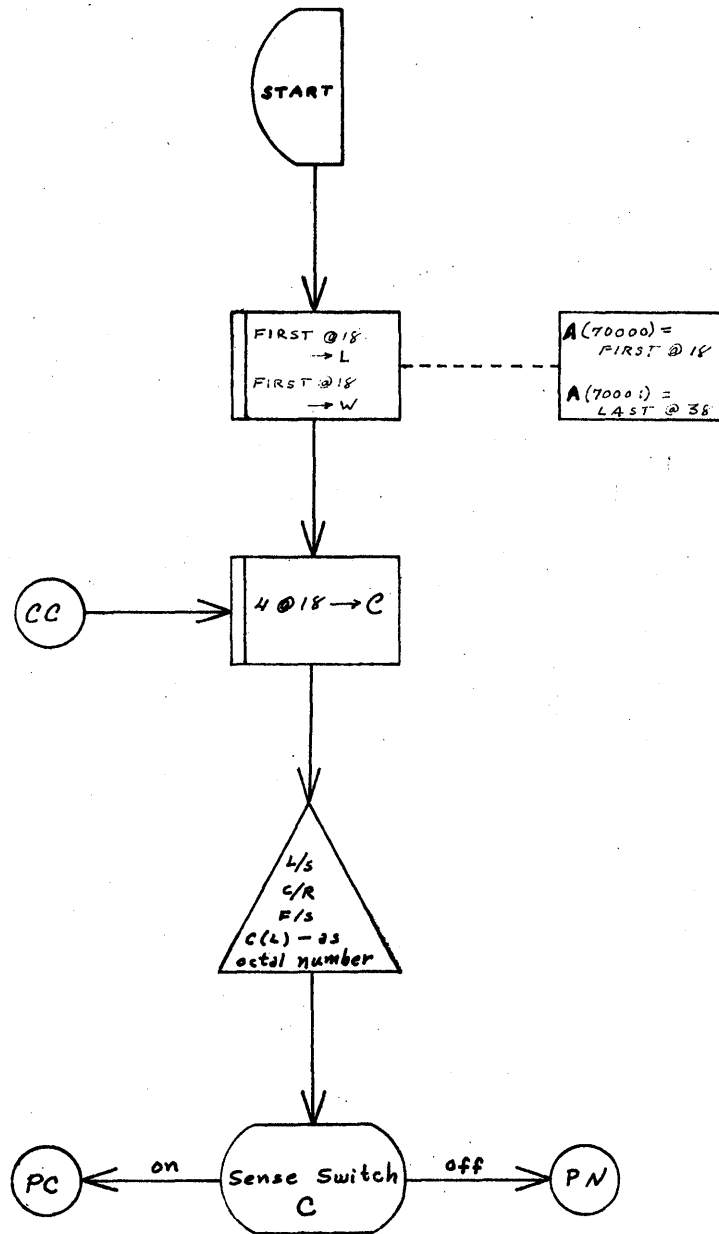 START
FIRST @ 18
→ L
FIRST @ 18
→ W
A(70000) =
FIRST @ 18
A(70001) =
LAST @ 38
CC
4 @ 18 → C
L/S
C/R
F/S
C(L) - as
octal number
PC
on
Sense Switch
C
off
PN